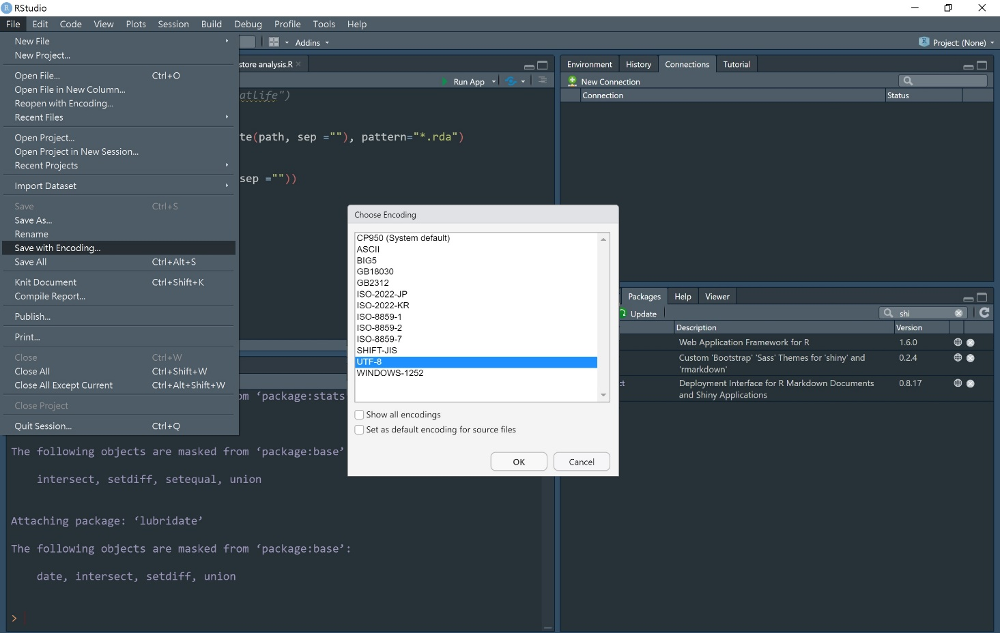 RStudio
File Edit Code View Plots Session Build Debug Profile Tools Help
Addins
Project: (None)
New File
New Project...
Open File... Ctrl+O
Open File in New Column...
Reopen with Encoding...
Recent Files
Open Project...
Open Project in New Session...
Recent Projects
Import Dataset
Save Ctrl+S
Save As...
Rename
Save with Encoding...
Save All Ctrl+Alt+S
Knit Document Ctrl+Shift+K
Compile Report...
Publish...
Print...
Close Ctrl+W
Close All Ctrl+Shift+W
Close All Except Current Ctrl+Alt+Shift+W
Close Project
Quit Session... Ctrl+Q
store analysis.R
Run App
atlife")
te(path, sep =""), pattern="*.rda")
sep =""))
Choose Encoding
CP950 (System default)
ASCII
BIG5
GB18030
GB2312
ISO-2022-JP
ISO-2022-KR
ISO-8859-1
ISO-8859-2
ISO-8859-7
SHIFT-JIS
UTF-8
WINDOWS-1252
Show all encodings
Set as default encoding for source files
OK Cancel
om ‘package:stats’
The following objects are masked from ‘package:base’
intersect, setdiff, setequal, union
Attaching package: ‘lubridate’
The following objects are masked from ‘package:base’:
date, intersect, setdiff, union
>
Environment History Connections Tutorial
New Connection
Connection Status
Packages Help Viewer
Update shi
Description Version
Web Application Framework for R 1.6.0
Custom 'Bootstrap' 'Sass' Themes for 'shiny' and 0.2.4
'rmarkdown'
ct Deployment Interface for R Markdown Documents 0.8.17
and Shiny Applications